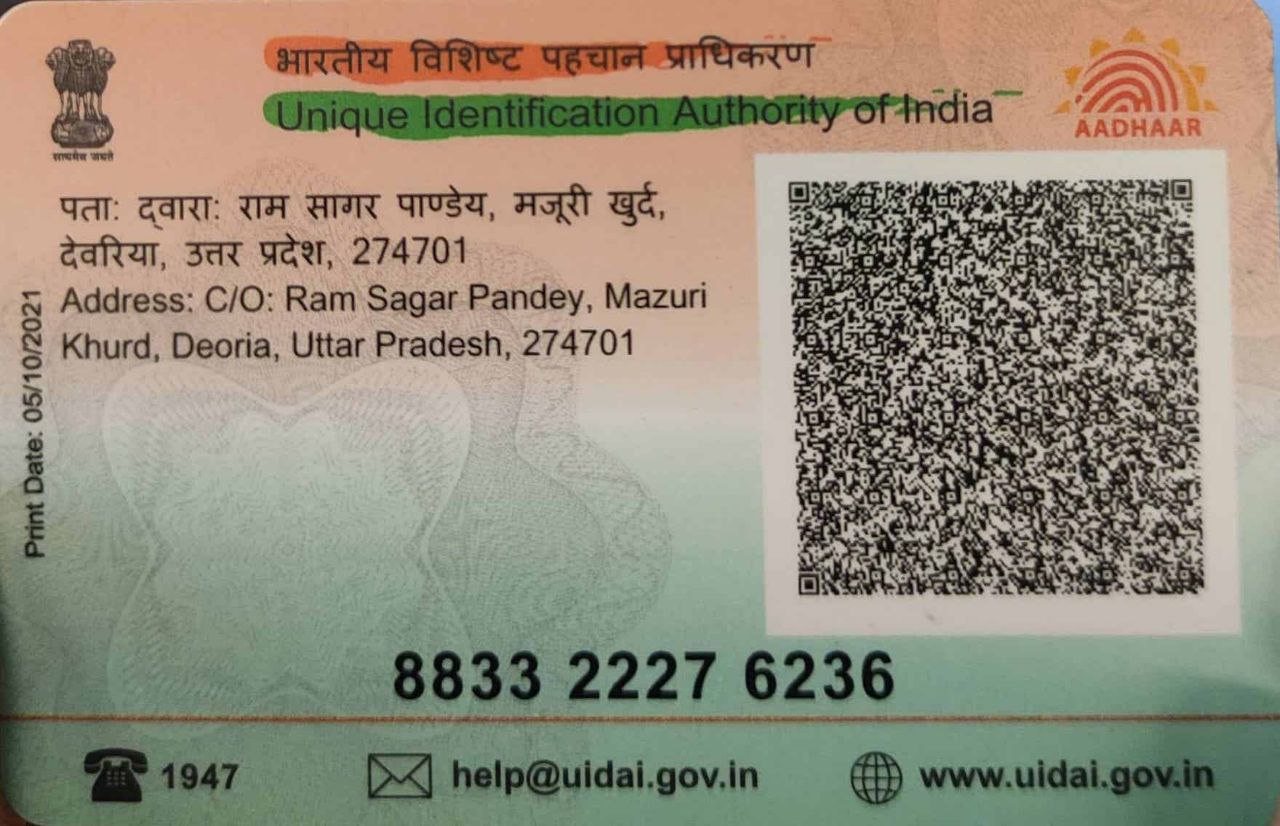 भारतीय विशिष्ट पहचान प्राधिकरण
Unique Identification Authority of India
AADHAAR
सत्यमेव जयते
पता: द्वारा: राम सागर पाण्डेय, मजूरी खुर्द,
देवरिया, उत्तर प्रदेश, 274701
Address: C/O: Ram Sagar Pandey, Mazuri
Khurd, Deoria, Uttar Pradesh, 274701
Print Date: 05/10/2021
8833 2227 6236
1947
help@uidai.gov.in
www.uidai.gov.in